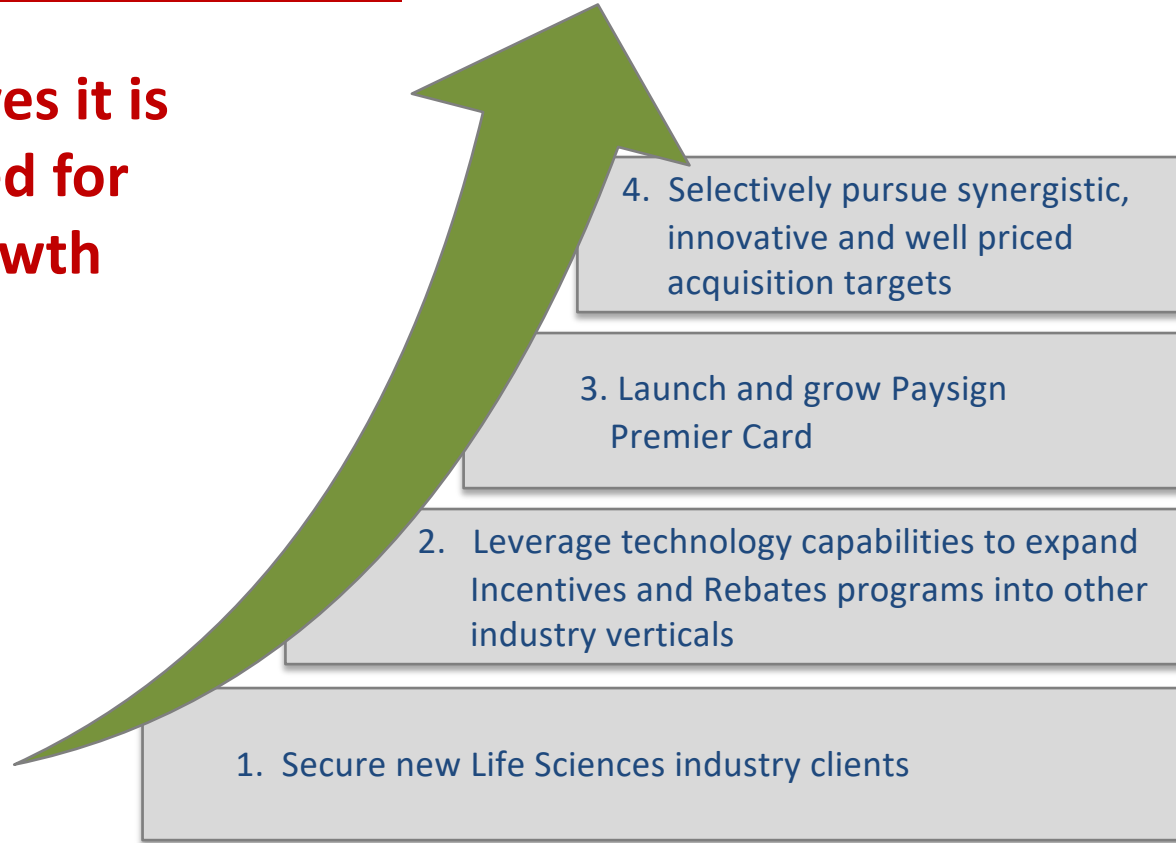 it is
for
4. Selectively pursue synergistic,
innovative and well priced
acquisition targets
3. Launch and grow Paysign
Premier Card
2. Leverage technology capabilities to expand
Incentives and Rebates programs into other
industry verticals
1. Secure new Life Sciences industry clients